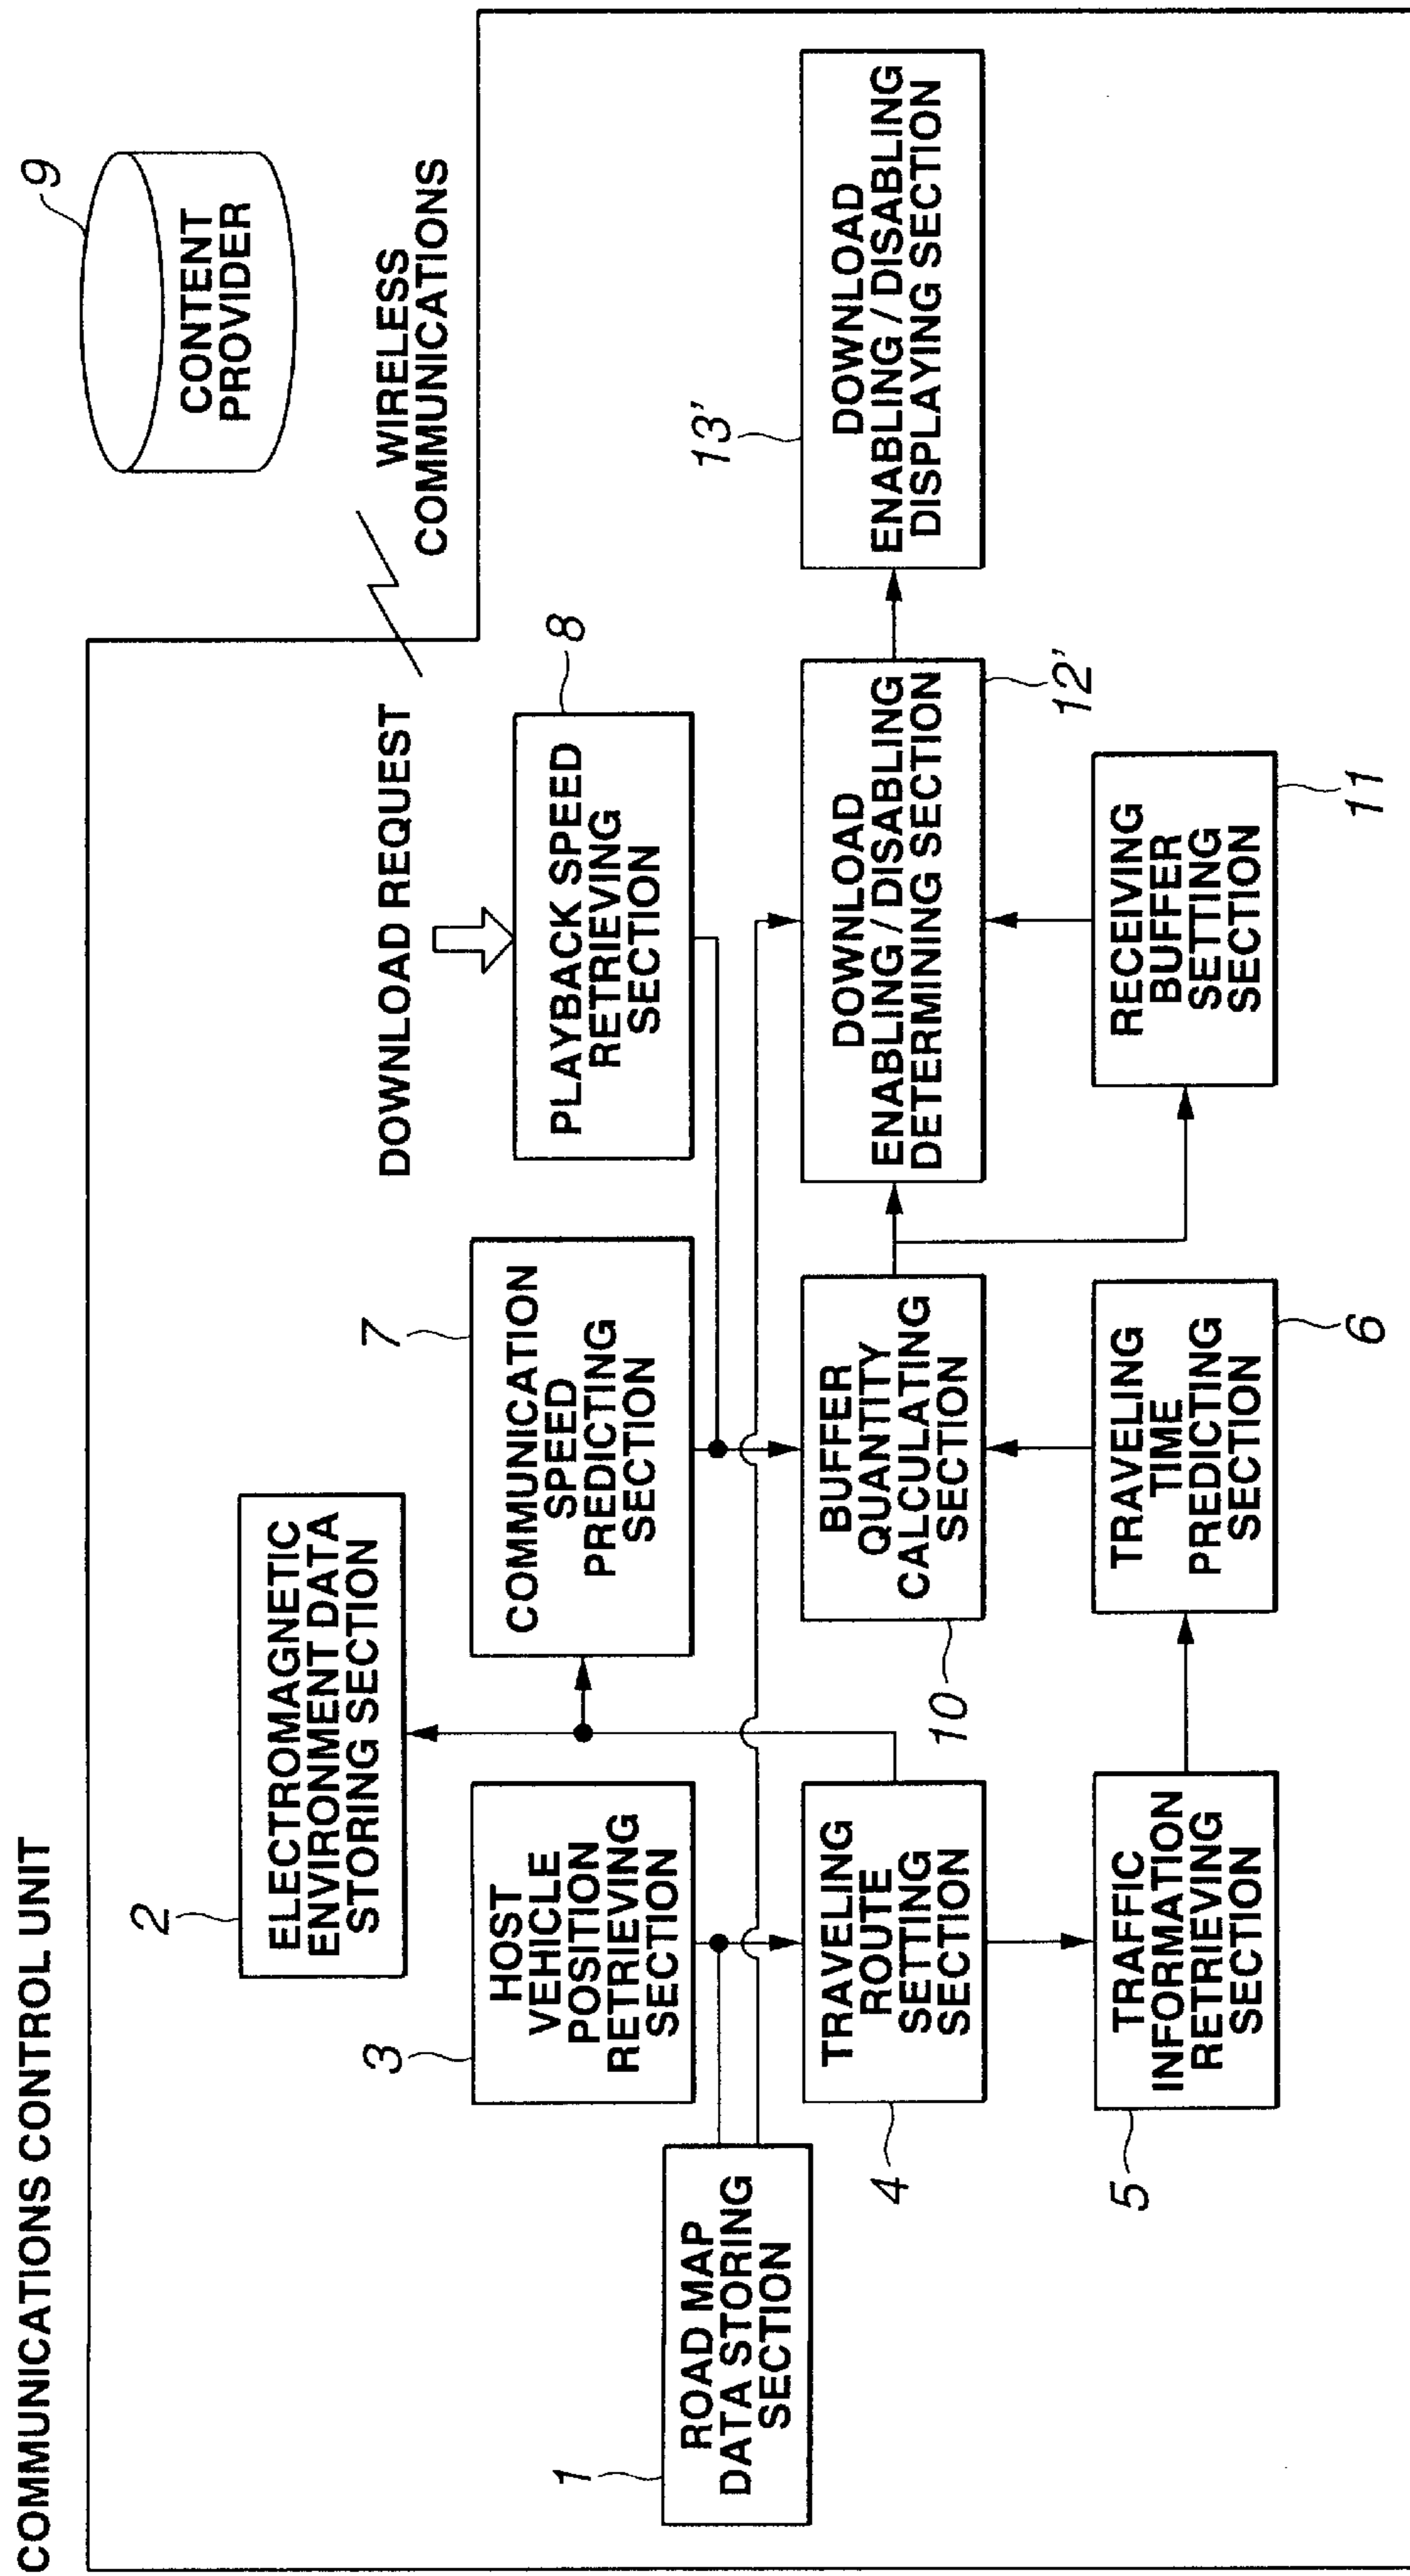 COMMUNICATIONS CONTROL UNIT
9
CONTENT
PROVIDER
WIRELESS
COMMUNICATIONS
DOWNLOAD REQUEST
2
ELECTROMAGNETIC
ENVIRONMENT DATA
STORING SECTION
3
HOST
VEHICLE
POSITION
RETRIEVING
SECTION
7
COMMUNICATION
SPEED
PREDICTING
SECTION
8
PLAYBACK SPEED
RETRIEVING
SECTION
1
ROAD MAP
DATA STORING
SECTION
4
TRAVELING
ROUTE
SETTING
SECTION
10
BUFFER
QUANTITY
CALCULATING
SECTION
12'
DOWNLOAD
ENABLING / DISABLING
DETERMINING SECTION
13'
DOWNLOAD
ENABLING / DISABLING
DISPLAYING SECTION
5
TRAFFIC
INFORMATION
RETRIEVING
SECTION
6
TRAVELING
TIME
PREDICTING
SECTION
11
RECEIVING
BUFFER
SETTING
SECTION